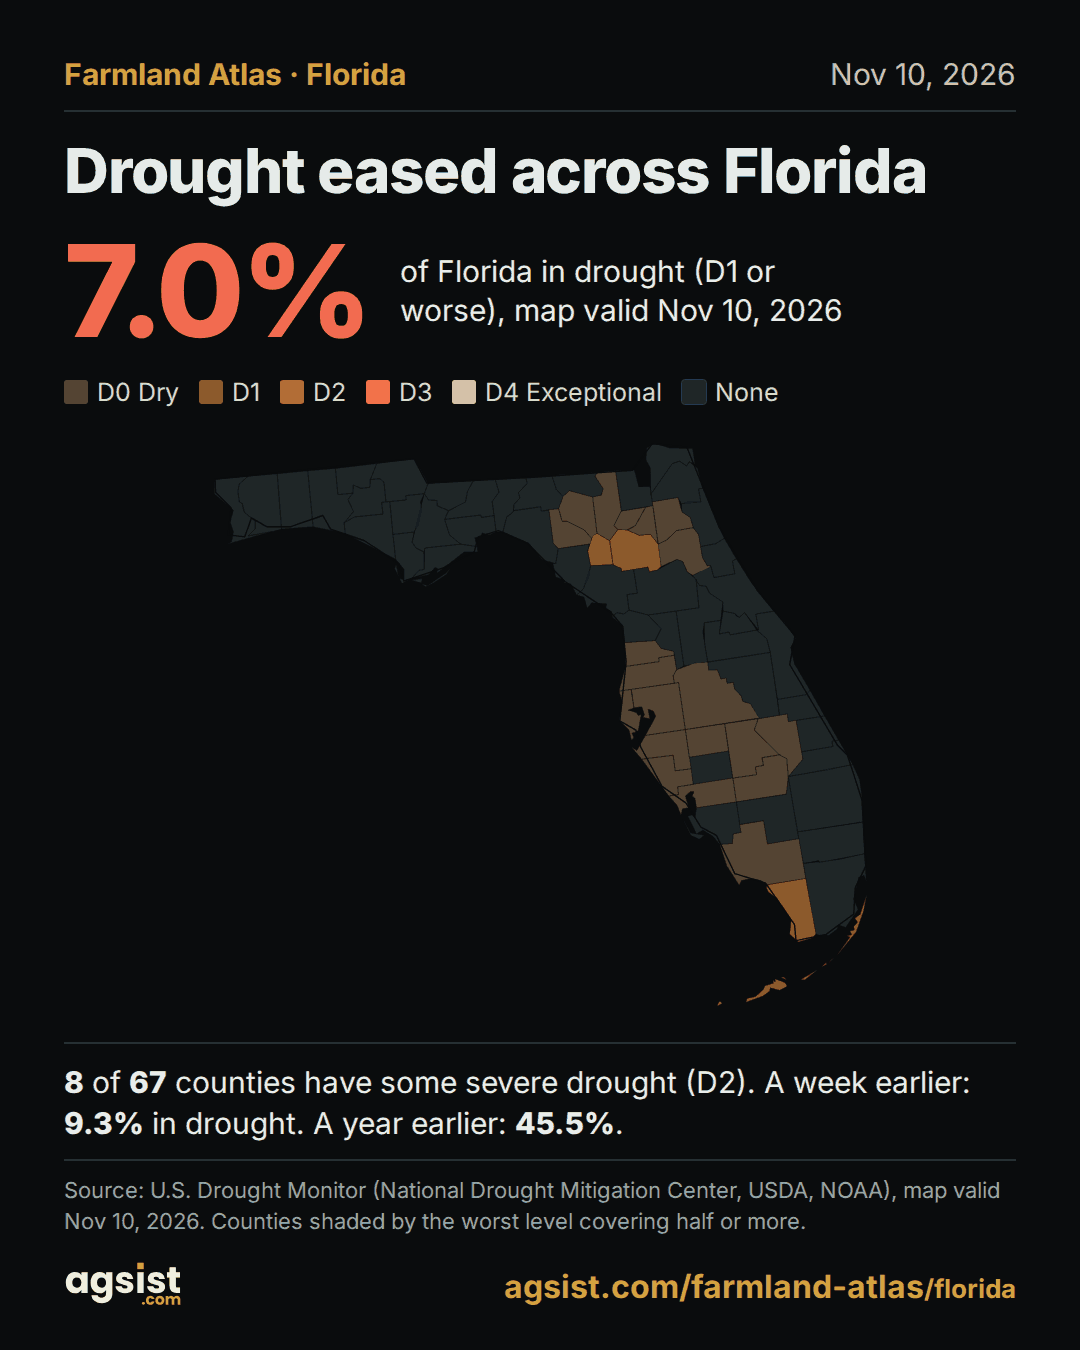 Farmland Atlas · Florida
Nov 10, 2026
Drought eased across Florida
7.0%
of Florida in drought (D1 or
worse), map valid Nov 10, 2026
D0 Dry D1 D2 D3 D4 Exceptional None
8 of 67 counties have some severe drought (D2). A week earlier:
9.3% in drought. A year earlier: 45.5%.
Source: U.S. Drought Monitor (National Drought Mitigation Center, USDA, NOAA), map valid
Nov 10, 2026. Counties shaded by the worst level covering half or more.
agsist
.com
agsist.com/farmland-atlas/florida